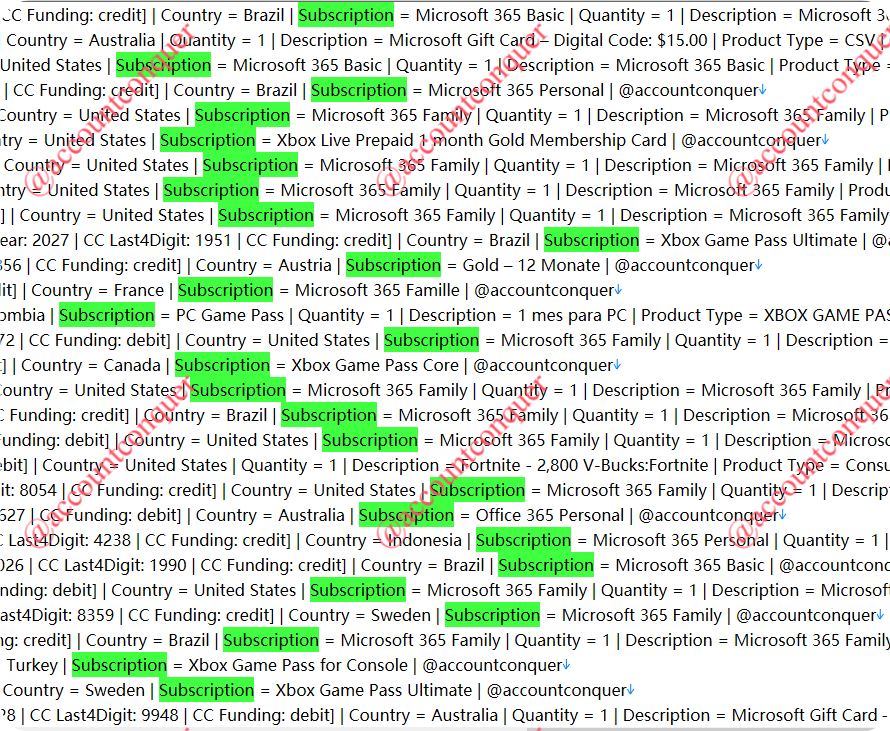 CC Funding: credit] | Country = Brazil | Subscription = Microsoft 365 Basic | Quantity = 1 | Description = Microsoft 3
Country = Australia | Quantity = 1 | Description = Microsoft Gift Card – Digital Code: $15.00 | Product Type = CSV |
United States | Subscription = Microsoft 365 Basic | Quantity = 1 | Description = Microsoft 365 Basic | Product Type =
| CC Funding: credit] | Country = Brazil | Subscription = Microsoft 365 Personal | @accountconquer↓
Country = United States | Subscription = Microsoft 365 Family | Quantity = 1 | Description = Microsoft 365 Family | P
try = United States | Subscription = Xbox Live Prepaid 1 month Gold Membership Card | @accountconquer↓
Country = United States | Subscription = Microsoft 365 Family | Quantity = 1 | Description = Microsoft 365 Family |
ntry = United States | Subscription = Microsoft 365 Family | Quantity = 1 | Description = Microsoft 365 Family | Produ
] | Country = United States | Subscription = Microsoft 365 Family | Quantity = 1 | Description = Microsoft 365 Family
ear: 2027 | CC Last4Digit: 1951 | CC Funding: credit] | Country = Brazil | Subscription = Xbox Game Pass Ultimate | @a
356 | CC Funding: credit] | Country = Austria | Subscription = Gold – 12 Monate | @accountconquer↓
dit] | Country = France | Subscription = Microsoft 365 Famille | @accountconquer↓
ombia | Subscription = PC Game Pass | Quantity = 1 | Description = 1 mes para PC | Product Type = XBOX GAME PAS
72 | CC Funding: debit] | Country = United States | Subscription = Microsoft 365 Family | Quantity = 1 | Description =
] | Country = Canada | Subscription = Xbox Game Pass Core | @accountconquer↓
Country = United States | Subscription = Microsoft 365 Family | Quantity = 1 | Description = Microsoft 365 Family | Pr
C Funding: credit] | Country = Brazil | Subscription = Microsoft 365 Family | Quantity = 1 | Description = Microsoft 36
Funding: debit] | Country = United States | Subscription = Microsoft 365 Family | Quantity = 1 | Description = Microso
ebit] | Country = United States | Quantity = 1 | Description = Fortnite - 2,800 V-Bucks:Fortnite | Product Type = Consu
it: 8054 | CC Funding: credit] | Country = United States | Subscription = Microsoft 365 Family | Quantity = 1 | Descrip
627 | CC Funding: debit] | Country = Australia | Subscription = Office 365 Personal | @accountconquer↓
C Last4Digit: 4238 | CC Funding: credit] | Country = Indonesia | Subscription = Microsoft 365 Personal | Quantity = 1 |
026 | CC Last4Digit: 1990 | CC Funding: credit] | Country = Brazil | Subscription = Microsoft 365 Basic | @accountconq
nding: debit] | Country = United States | Subscription = Microsoft 365 Family | Quantity = 1 | Description = Microsof
ast4Digit: 8359 | CC Funding: credit] | Country = Sweden | Subscription = Microsoft 365 Family | @accountconquer↓
ng: credit] | Country = Brazil | Subscription = Microsoft 365 Family | Quantity = 1 | Description = Microsoft 365 Family
Turkey | Subscription = Xbox Game Pass for Console | @accountconquer↓
Country = Sweden | Subscription = Xbox Game Pass Ultimate | @accountconquer↓
8 | CC Last4Digit: 9948 | CC Funding: debit] | Country = Australia | Quantity = 1 | Description = Microsoft Gift Card -
@accountconquer
@accountconquer
@accountconquer
@accountconquer
@accountconquer
@accountconquer